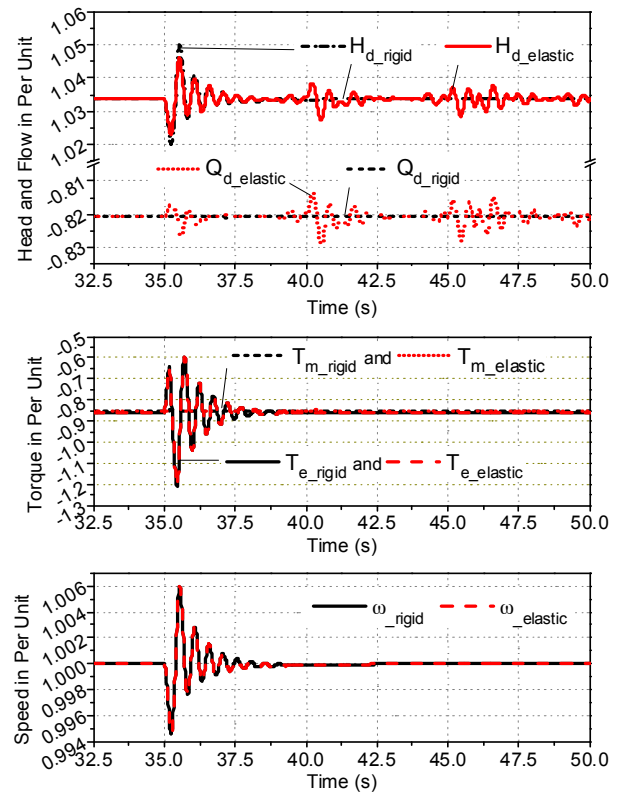 Head and Flow in Per Unit
1.06
1.05
1.04
1.03
1.02
-0.81
-0.82
-0.83
H_d_rigid H_d_elastic
Q_d_elastic Q_d_rigid
32.5 35.0 37.5 40.0 42.5 45.0 47.5 50.0
Time (s)
Torque in Per Unit
-0.5
-0.6
-0.7
-0.8
-0.9
-1.0
-1.1
-1.2
-1.3
T_m_rigid and T_m_elastic
T_e_rigid and T_e_elastic
32.5 35.0 37.5 40.0 42.5 45.0 47.5 50.0
Time (s)
Speed in Per Unit
1.006
1.004
1.002
1.000
0.998
0.996
0.994
ω_rigid ω_elastic
32.5 35.0 37.5 40.0 42.5 45.0 47.5 50.0
Time (s)